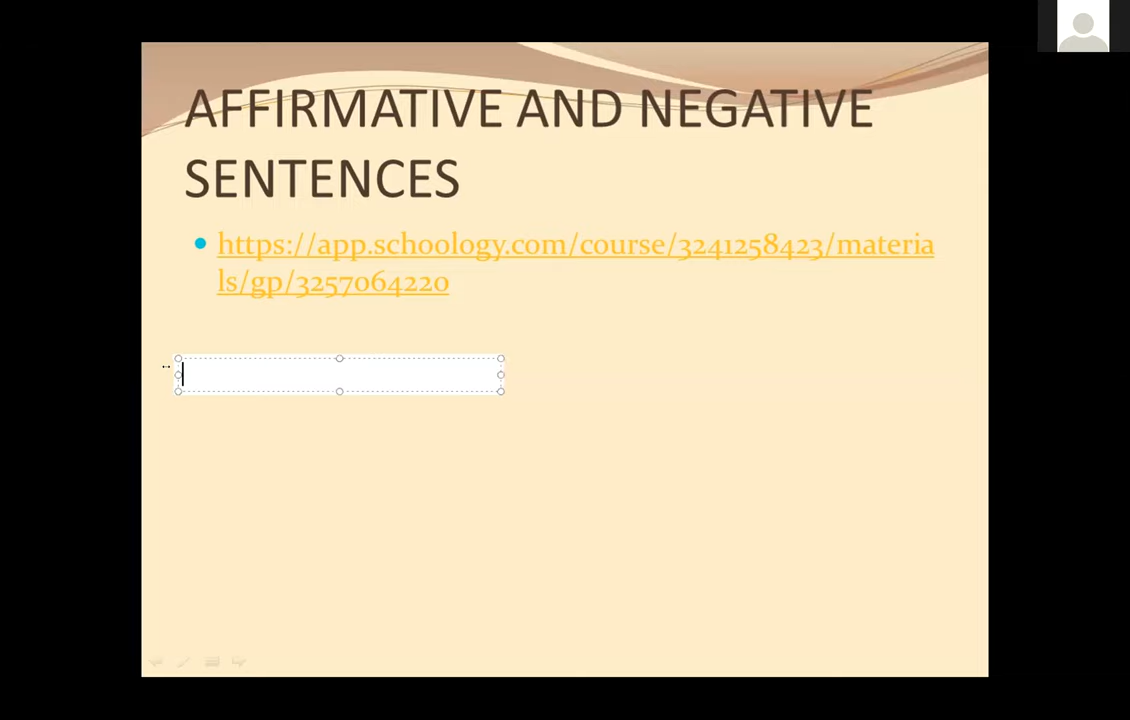 AFFIRMATIVE AND NEGATIVE
SENTENCES
https://app.schoology.com/course/3241258423/materia
ls/gp/3257064220